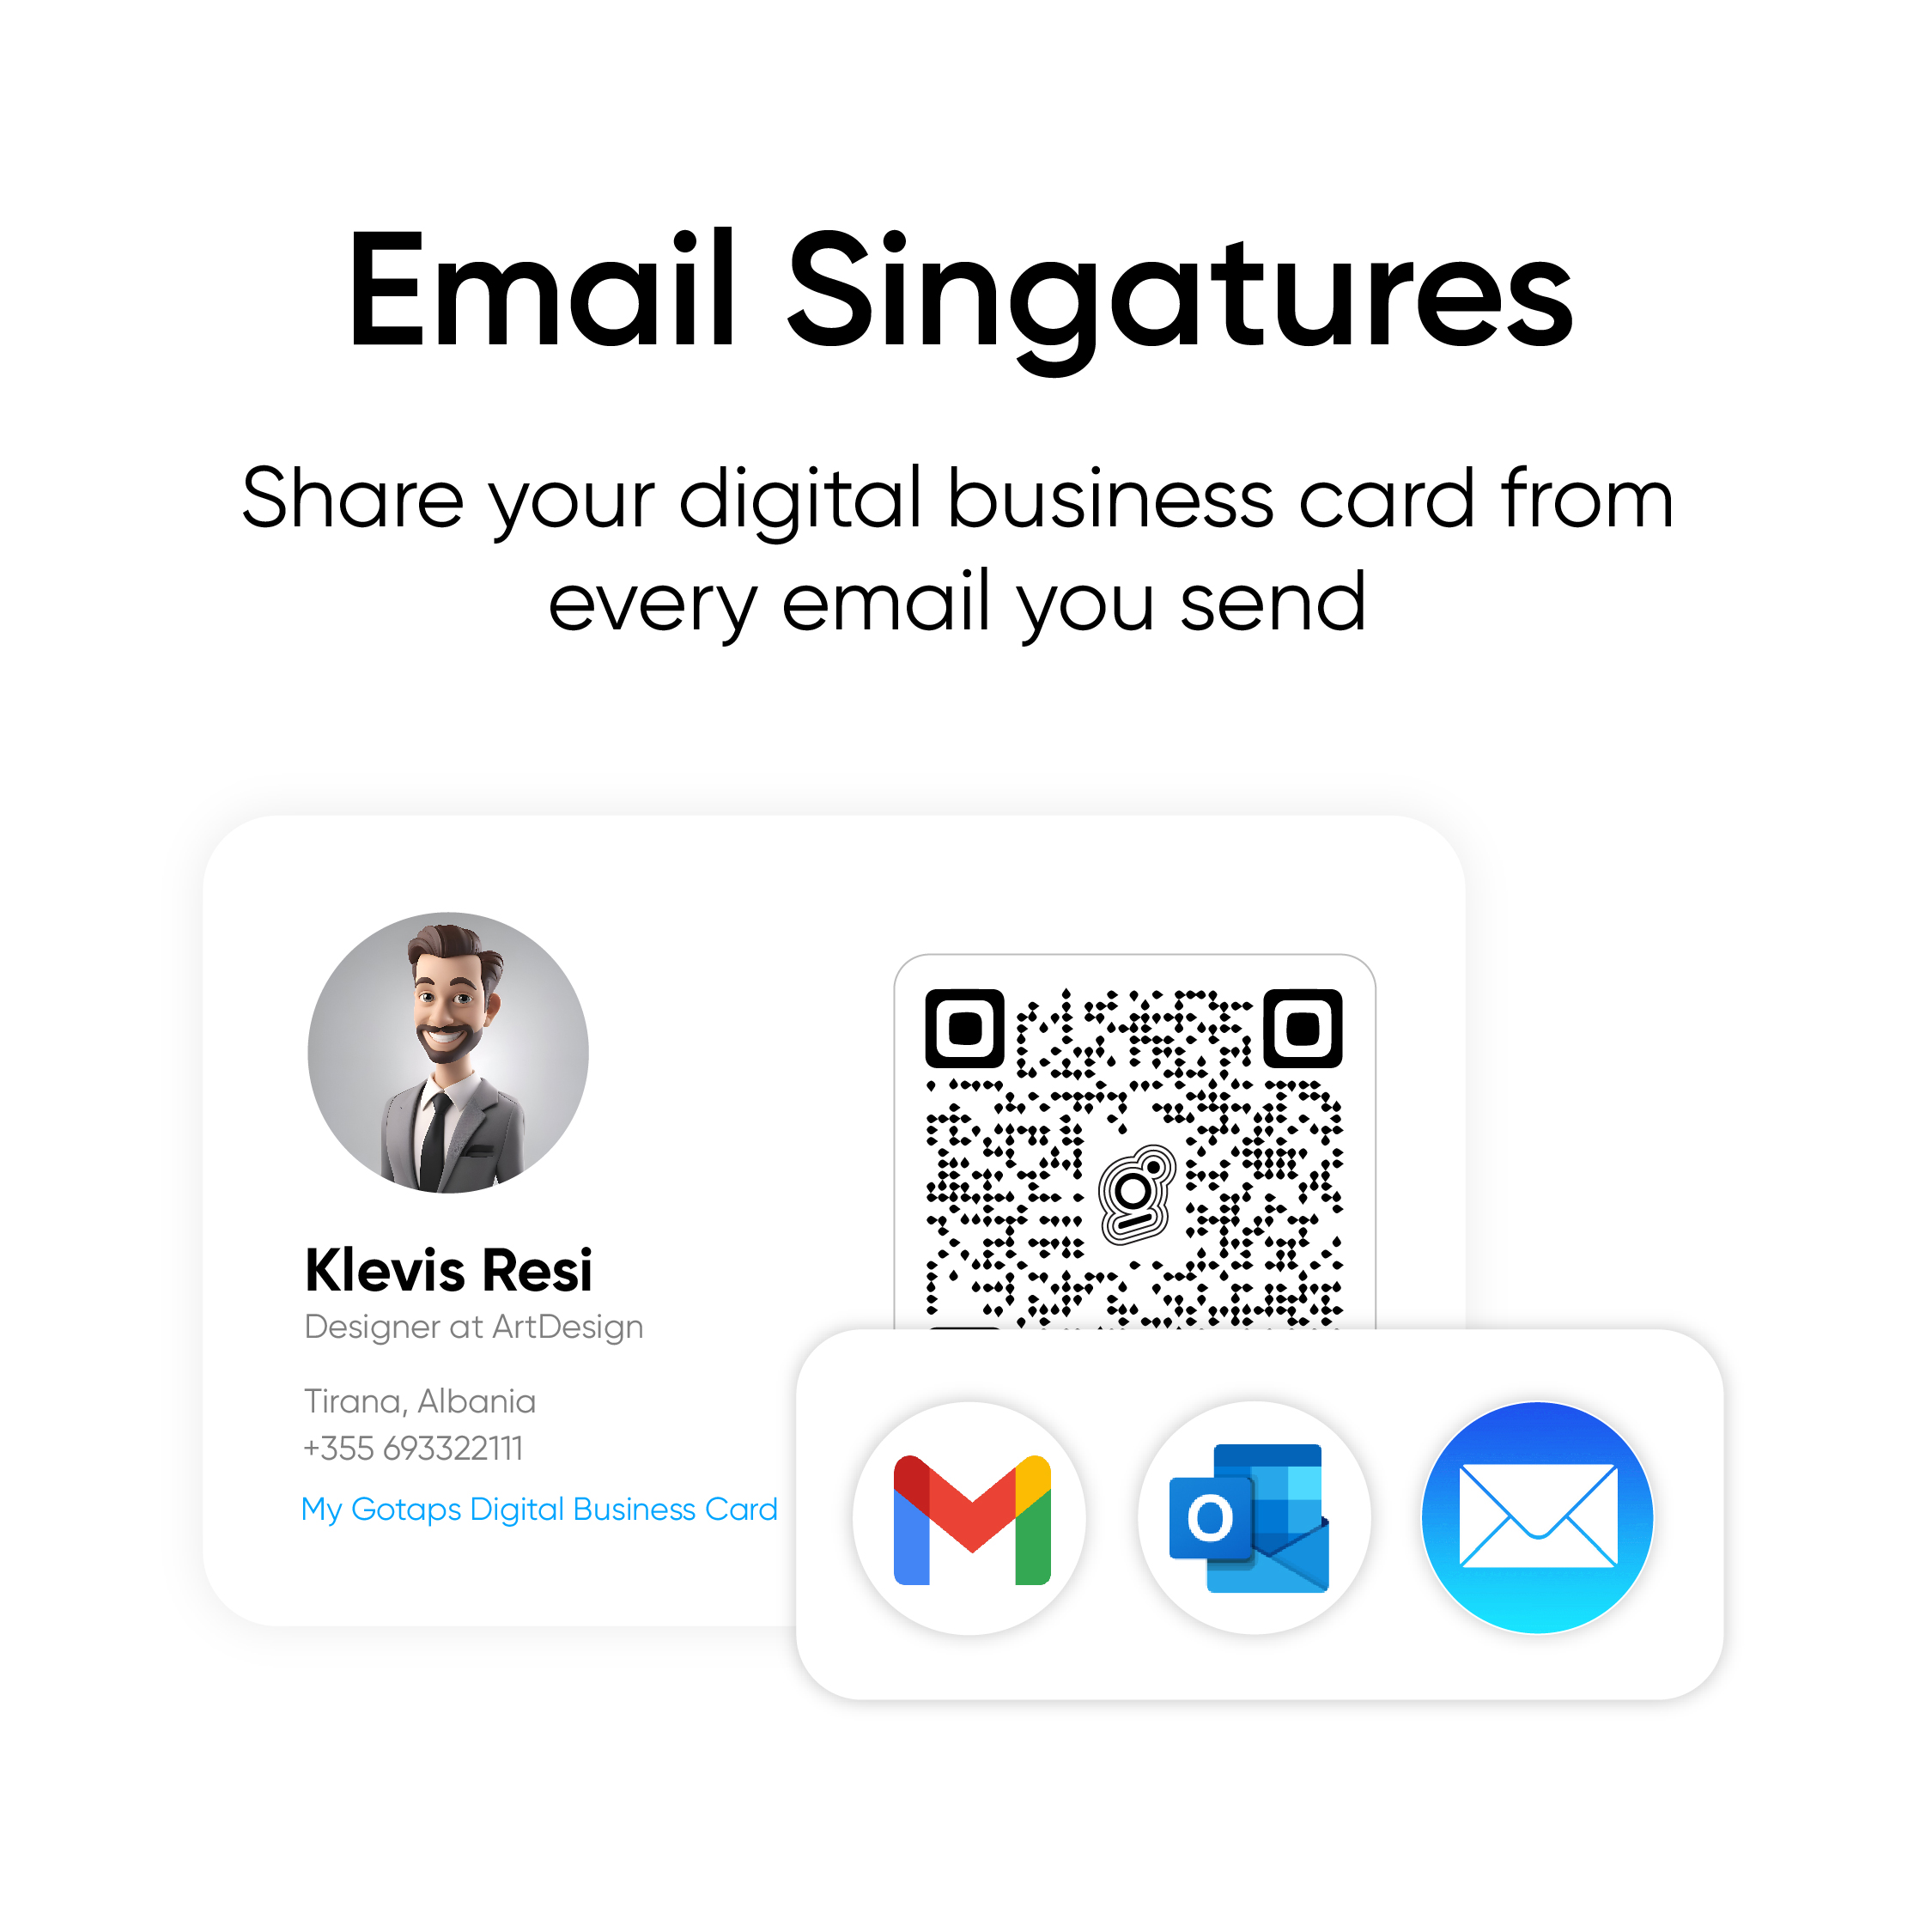 Email Singatures
Share your digital business card from
every email you send
Klevis Resi
Designer at ArtDesign
Tirana, Albania
+355 693322111
My Gotaps Digital Business Card